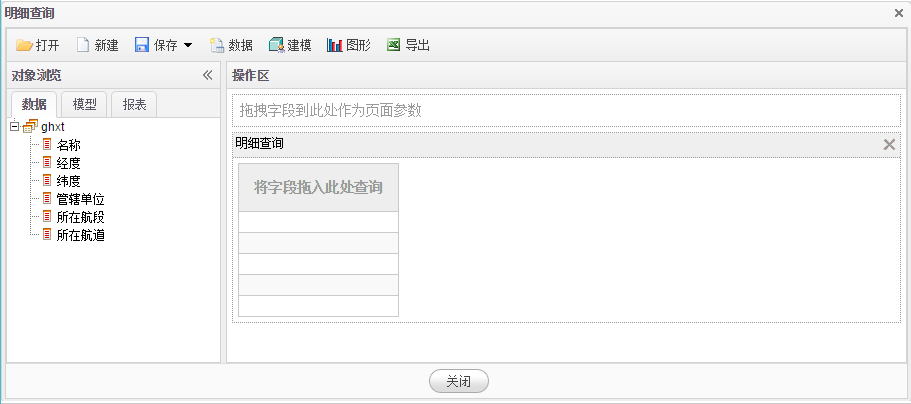 明细查询
打开 新建 保存 数据 建模 图形 导出
对象浏览
操作区
数据 模型 报表
ghxt
名称
经度
纬度
管辖单位
所在航段
所在航道
拖拽字段到此处作为页面参数
明细查询
将字段拖入此处查询
关闭